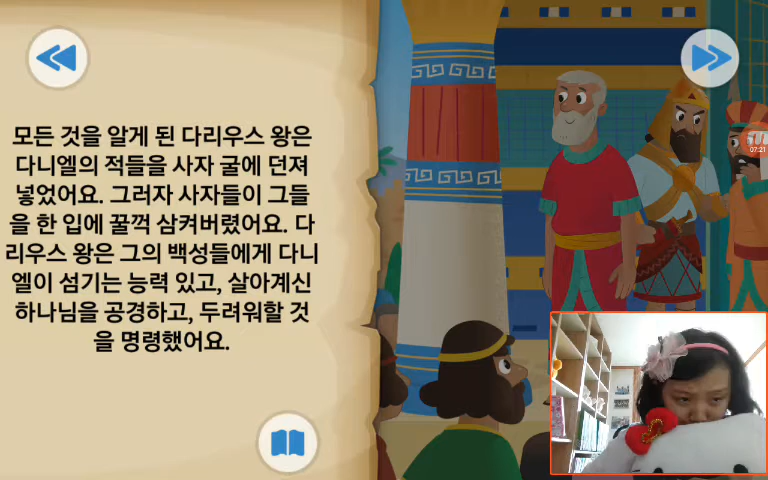 모든 것을 알게 된 다리우스 왕은
다니엘의 적들을 사자 굴에 던져
넣었어요. 그러자 사자들이 그들
을 한 입에 꿀꺽 삼켜버렸어요. 다
리우스 왕은 그의 백성들에게 다니
엘이 섬기는 능력 있고, 살아계신
하나님을 공경하고, 두려워할 것
을 명령했어요.
07:21